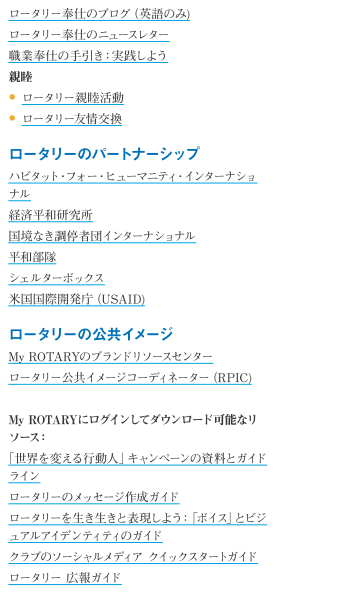 ロータリー奉仕のブログ（英語のみ）
ロータリー奉仕のニュースレター
職業奉仕の手引き：実践しよう
親睦
● ロータリー親睦活動
● ロータリー友情交換
ロータリーのパートナーシップ
ハビタット・フォー・ヒューマニティ・インターナショ
ナル
経済平和研究所
国境なき調停者団インターナショナル
平和部隊
シェルターボックス
米国国際開発庁（USAID）
ロータリーの公共イメージ
My ROTARYのブランドリソースセンター
ロータリー公共イメージコーディネーター（RPIC）
My ROTARYにログインしてダウンロード可能なリ
ソース：
「世界を変える行動人」キャンペーンの資料とガイド
ライン
ロータリーのメッセージ作成ガイド
ロータリーを生き生きと表現しよう：「ボイス」とビジ
ュアルアイデンティティのガイド
クラブのソーシャルメディア クイックスタートガイド
ロータリー 広報ガイド